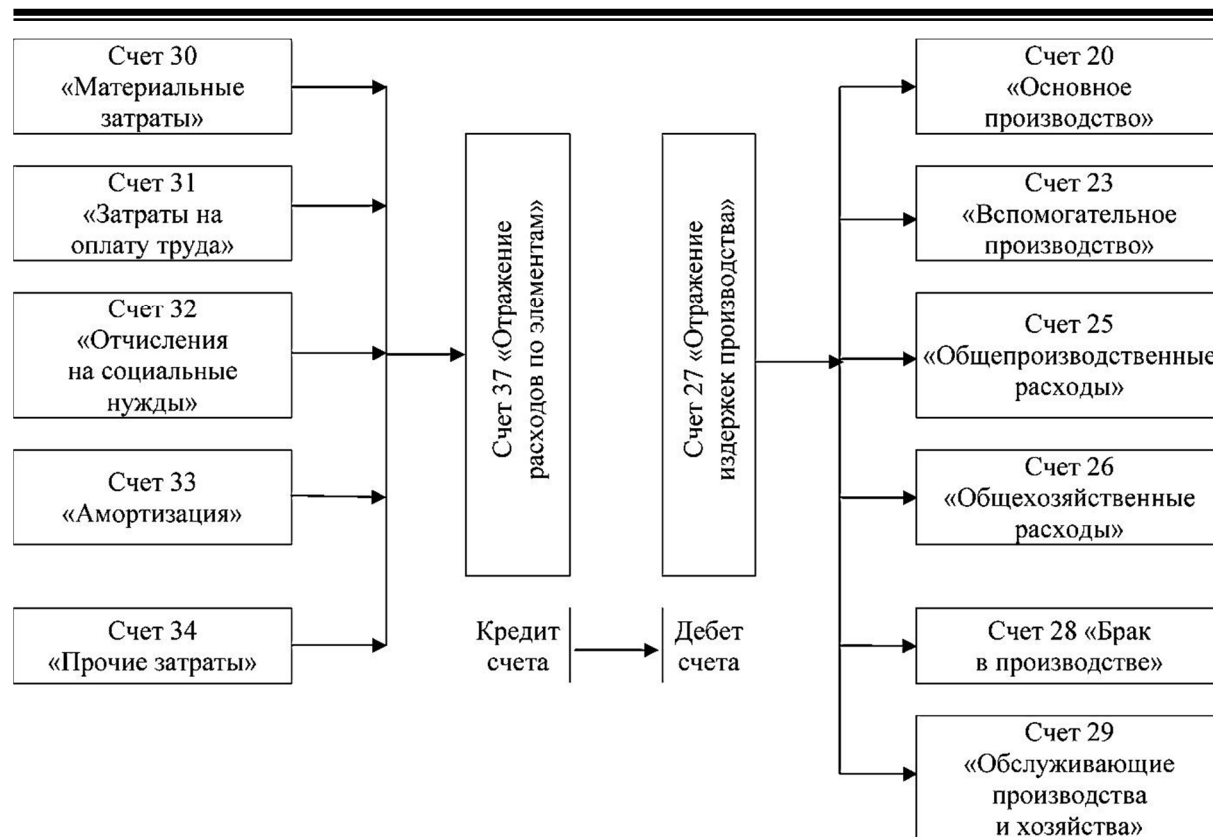 Счет 30
«Материальные
затраты»
Счет 31
«Затраты на
оплату труда»
Счет 32
«Отчисления
на социальные
нужды»
Счет 33
«Амортизация»
Счет 34
«Прочие затраты»
Счет 37 «Отражение
расходов по элементам»
Кредит
счета
Счет 27 «Отражение
издержек производства»
Дебет
счета
Счет 20
«Основное
производство»
Счет 23
«Вспомогательное
производство»
Счет 25
«Общепроизводственные
расходы»
Счет 26
«Общехозяйственные
расходы»
Счет 28 «Брак
в производстве»
Счет 29
«Обслуживающие
производства
и хозяйства»